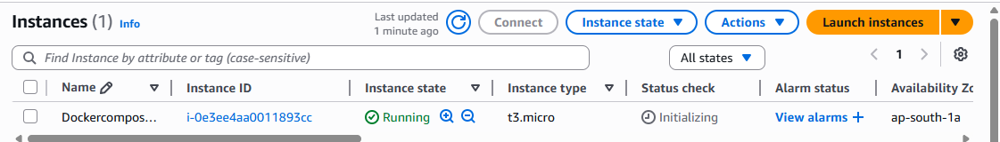 Instances (1) Info Last updated 1 minute ago Connect Instance state Actions Launch instances
Find Instance by attribute or tag (case-sensitive) All states 1
Name Instance ID Instance state Instance type Status check Alarm status Availability Zo
Dockercompos... i-0e3ee4aa0011893cc Running t3.micro Initializing View alarms + ap-south-1a